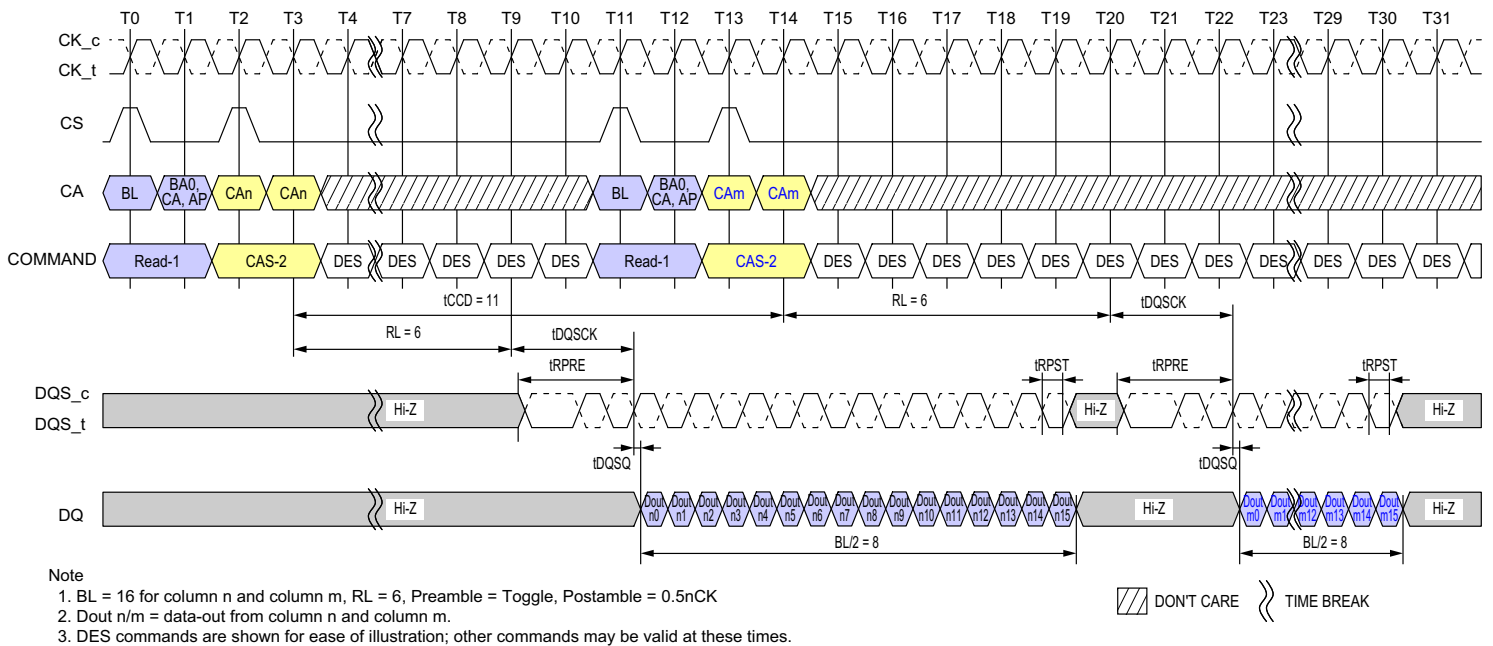 T0 T1 T2 T3 T4 T7 T8 T9 T10 T11 T12 T13 T14 T15 T16 T17 T18 T19 T20 T21 T22 T23 T29 T30 T31
CK_c
CK_t
CS
CA BL BA0, CA, AP CAn CAn BL BA0, CA, AP CAm CAm
COMMAND Read-1 CAS-2 DES DES DES DES DES Read-1 CAS-2 DES DES DES DES DES DES DES DES DES DES DES DES
tCCD = 11 RL = 6 tDQSCK
RL = 6 tDQSCK
tRPRE tRPST tRPRE tRPST
DQS_c
DQS_t
Hi-Z Hi-Z Hi-Z
tDQSQ tDQSQ
DQ Hi-Z Dout n0 Dout n1 Dout n2 Dout n3 Dout n4 Dout n5 Dout n6 Dout n7 Dout n8 Dout n9 Dout n10 Dout n11 Dout n12 Dout n13 Dout n14 Dout n15 Hi-Z Dout m0 Dout m1 Dout m12 Dout m13 Dout m14 Dout m15 Hi-Z
BL/2 = 8 BL/2 = 8
Note
1. BL = 16 for column n and column m, RL = 6, Preamble = Toggle, Postamble = 0.5nCK
2. Dout n/m = data-out from column n and column m.
3. DES commands are shown for ease of illustration; other commands may be valid at these times.
DON'T CARE TIME BREAK